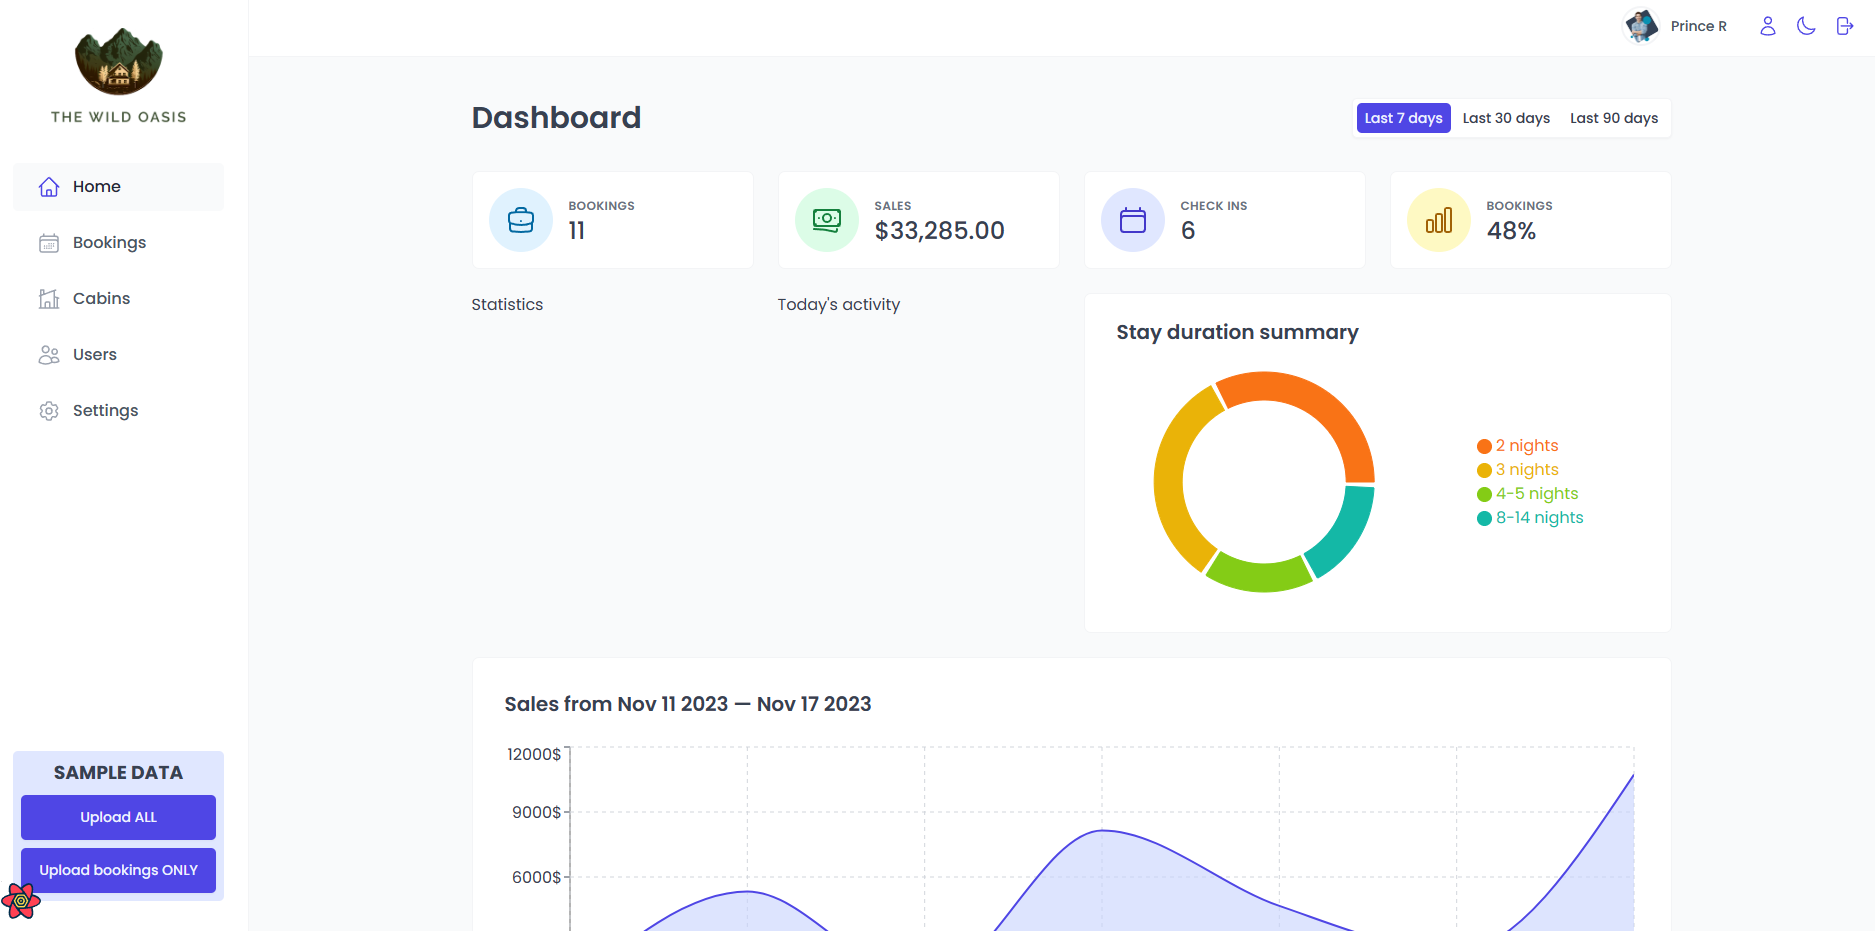 THE WILD OASIS
Home
Bookings
Cabins
Users
Settings
SAMPLE DATA
Upload ALL
Upload bookings ONLY
Prince R
Dashboard
Last 7 days Last 30 days Last 90 days
BOOKINGS
11
SALES
$33,285.00
CHECK INS
6
BOOKINGS
48%
Statistics
Today's activity
Stay duration summary
2 nights
3 nights
4-5 nights
8-14 nights
Sales from Nov 11 2023 — Nov 17 2023
12000$
9000$
6000$